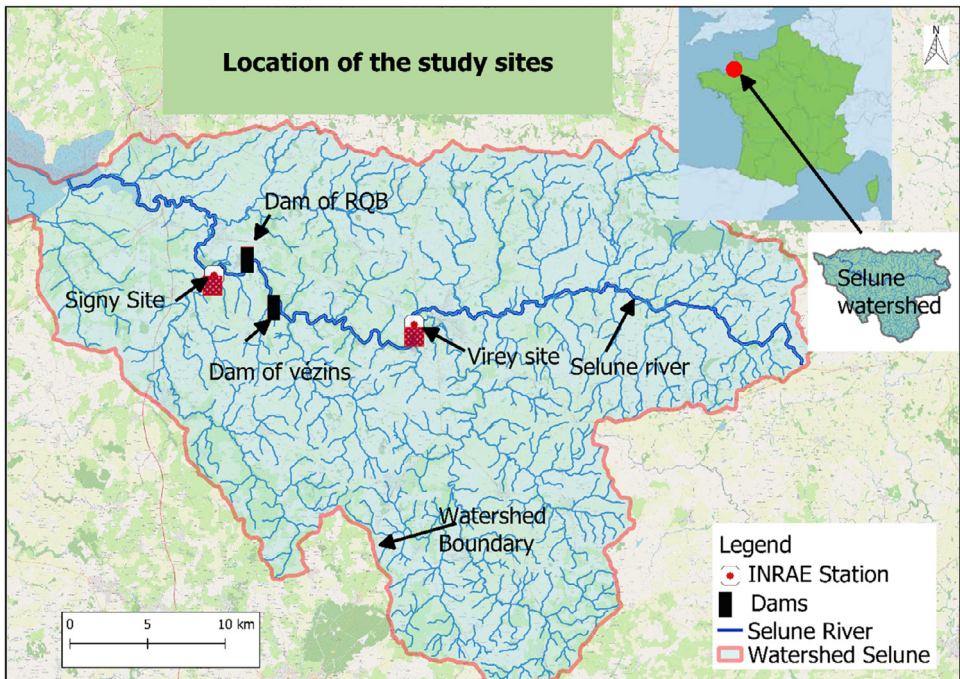 Location of the study sites
N
Dam of RQB
Signy Site
Dam of vezins
Virey site
Selune river
Selune
watershed
Watershed
Boundary
Legend
INRAE Station
Dams
Selune River
Watershed Selune
0 5 10 km